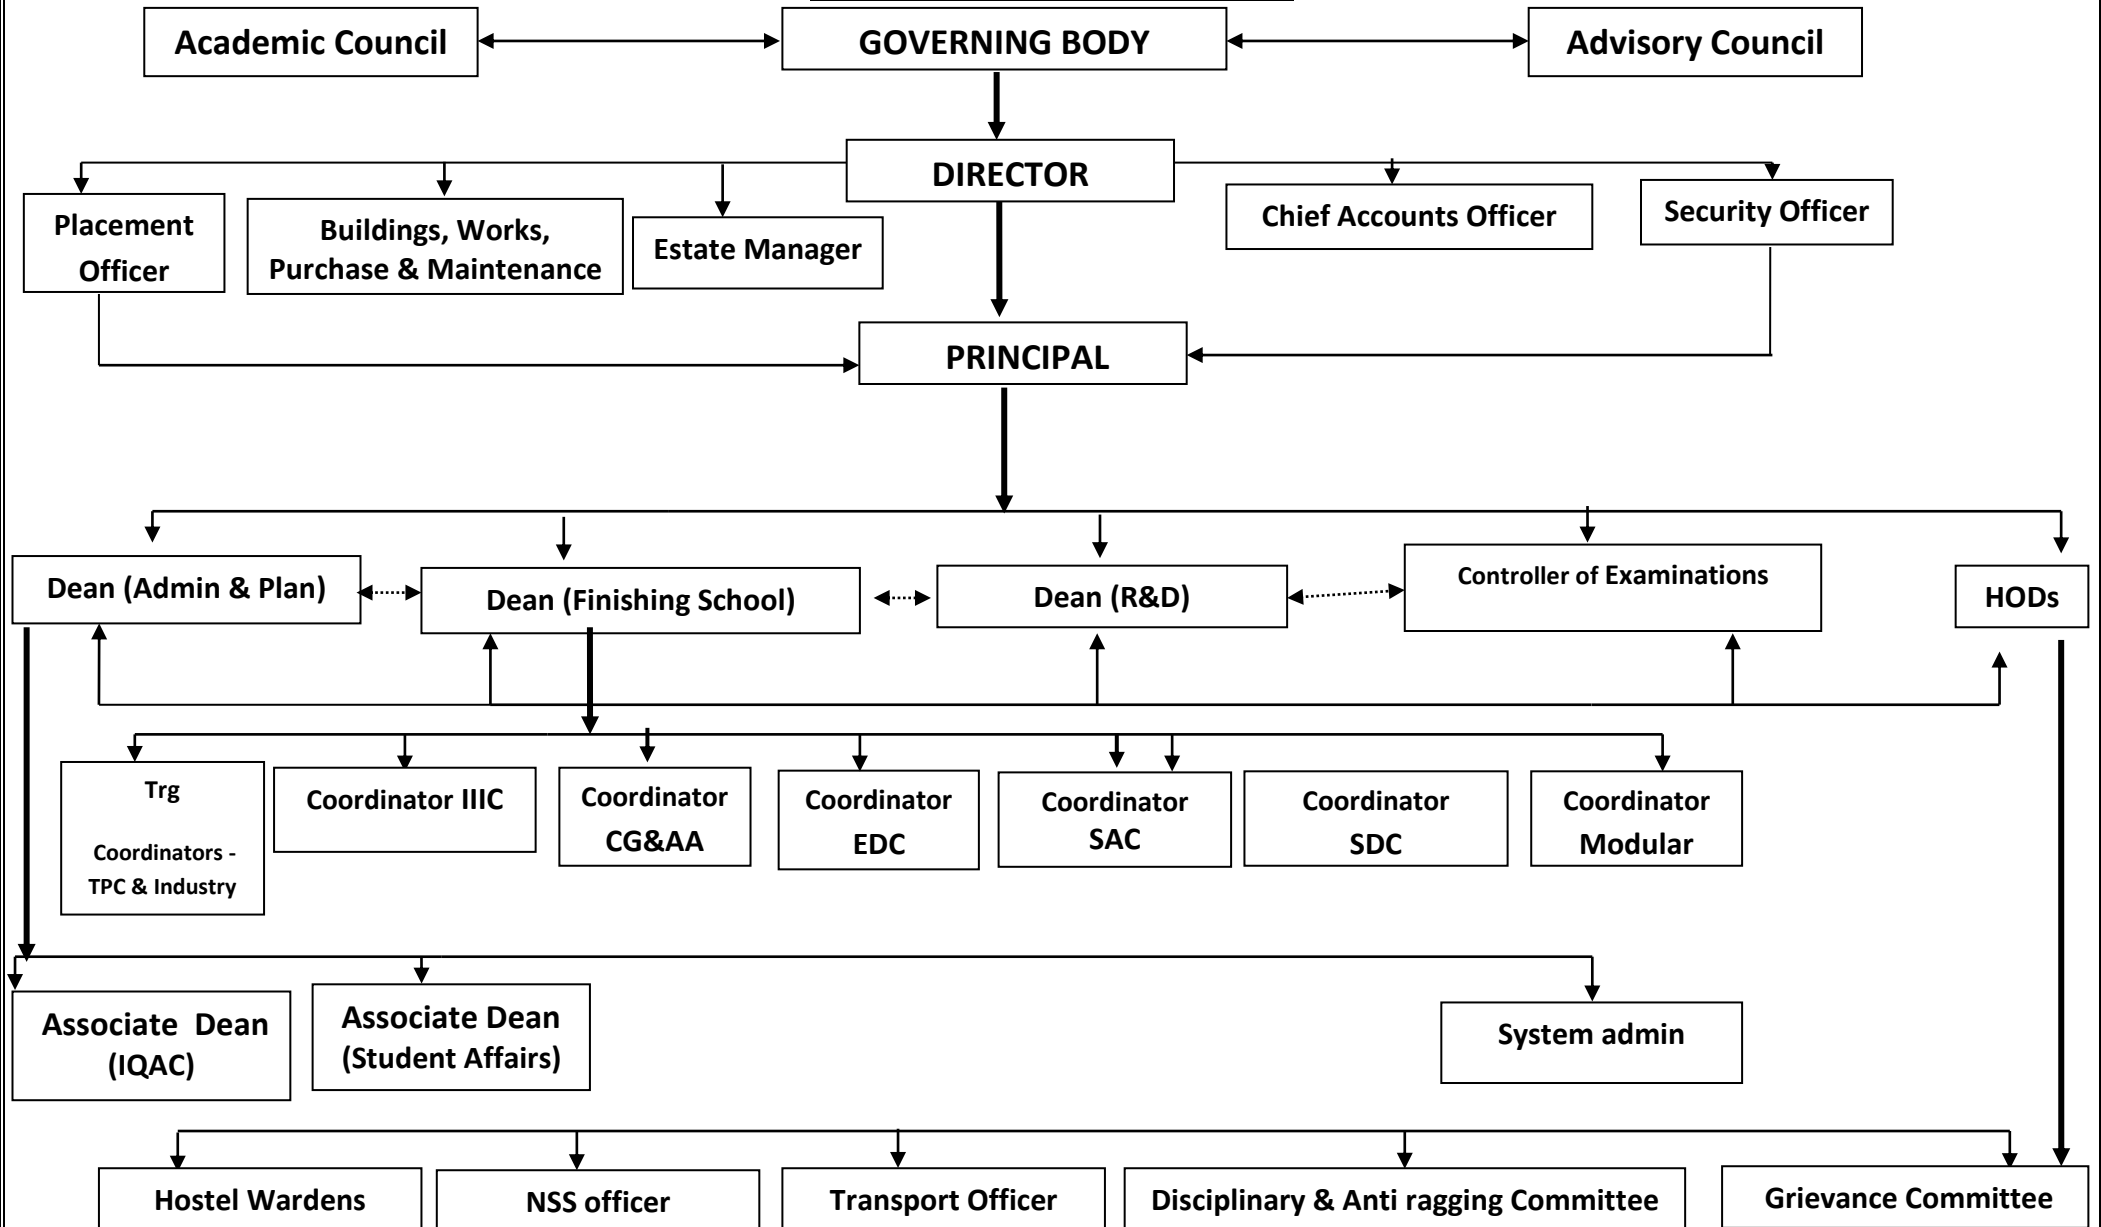 Academic Council
GOVERNING BODY
Advisory Council
DIRECTOR
Placement
Officer
Buildings, Works,
Purchase & Maintenance
Estate Manager
Chief Accounts Officer
Security Officer
PRINCIPAL
Dean (Admin & Plan)
Dean (Finishing School)
Dean (R&D)
Controller of Examinations
HODs
Trg
Coordinators -
TPC & Industry
Coordinator IIIC
Coordinator
CG&AA
Coordinator
EDC
Coordinator
SAC
Coordinator
SDC
Coordinator
Modular
Associate Dean
(IQAC)
Associate Dean
(Student Affairs)
System admin
Hostel Wardens
NSS officer
Transport Officer
Disciplinary & Anti ragging Committee
Grievance Committee